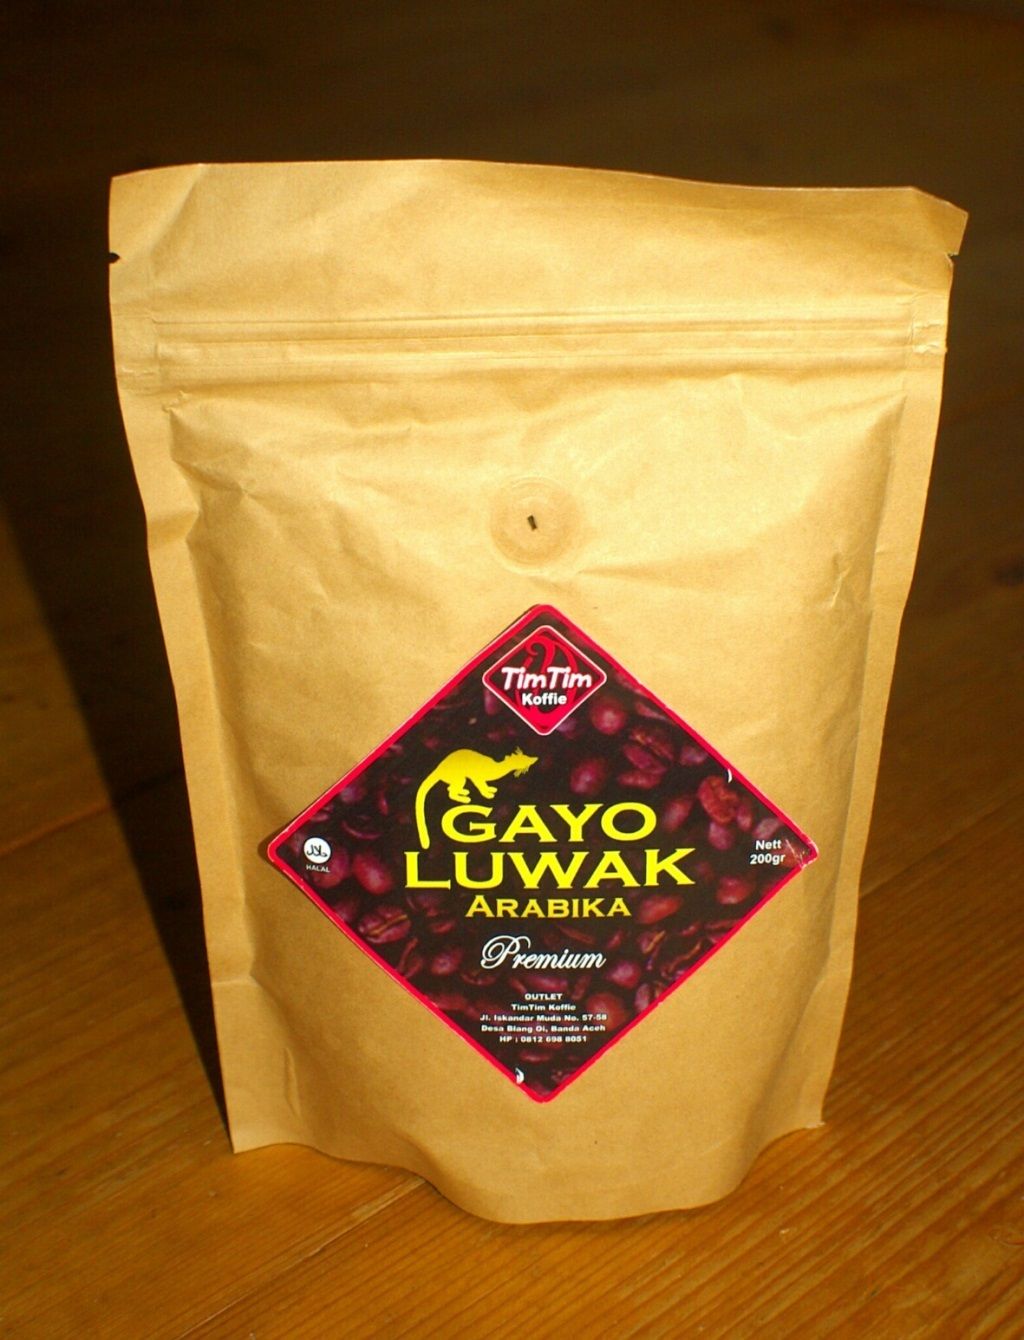 TimTim
Koffie
GAYO
LUWAK
ARABIKA
Premium
Nett
200gr
حلال
HALAL
OUTLET
TimTim Koffie
Jl. Iskandar Muda No. 57-58
Desa Blang Oi, Banda Aceh
HP : 0812 698 8051